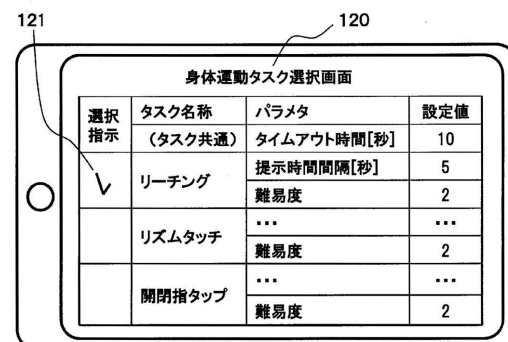 121
120
身体運動タスク選択画面
選択指示 タスク名称 パラメタ 設定値
(タスク共通) タイムアウト時間[秒] 10
リーチング 提示時間間隔[秒] 5
難易度 2
リズムタッチ … …
難易度 2
開閉指タップ … …
難易度 2